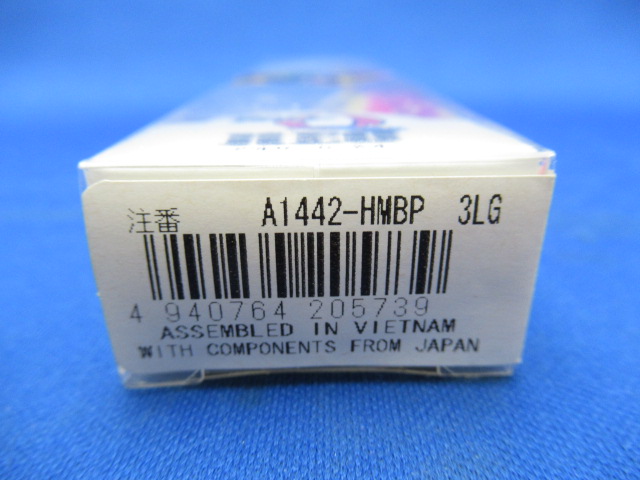 注番 A1442-HMBP 3LG
4 940764 205739
ASSEMBLED IN VIETNAM
WITH COMPONENTS FROM JAPAN